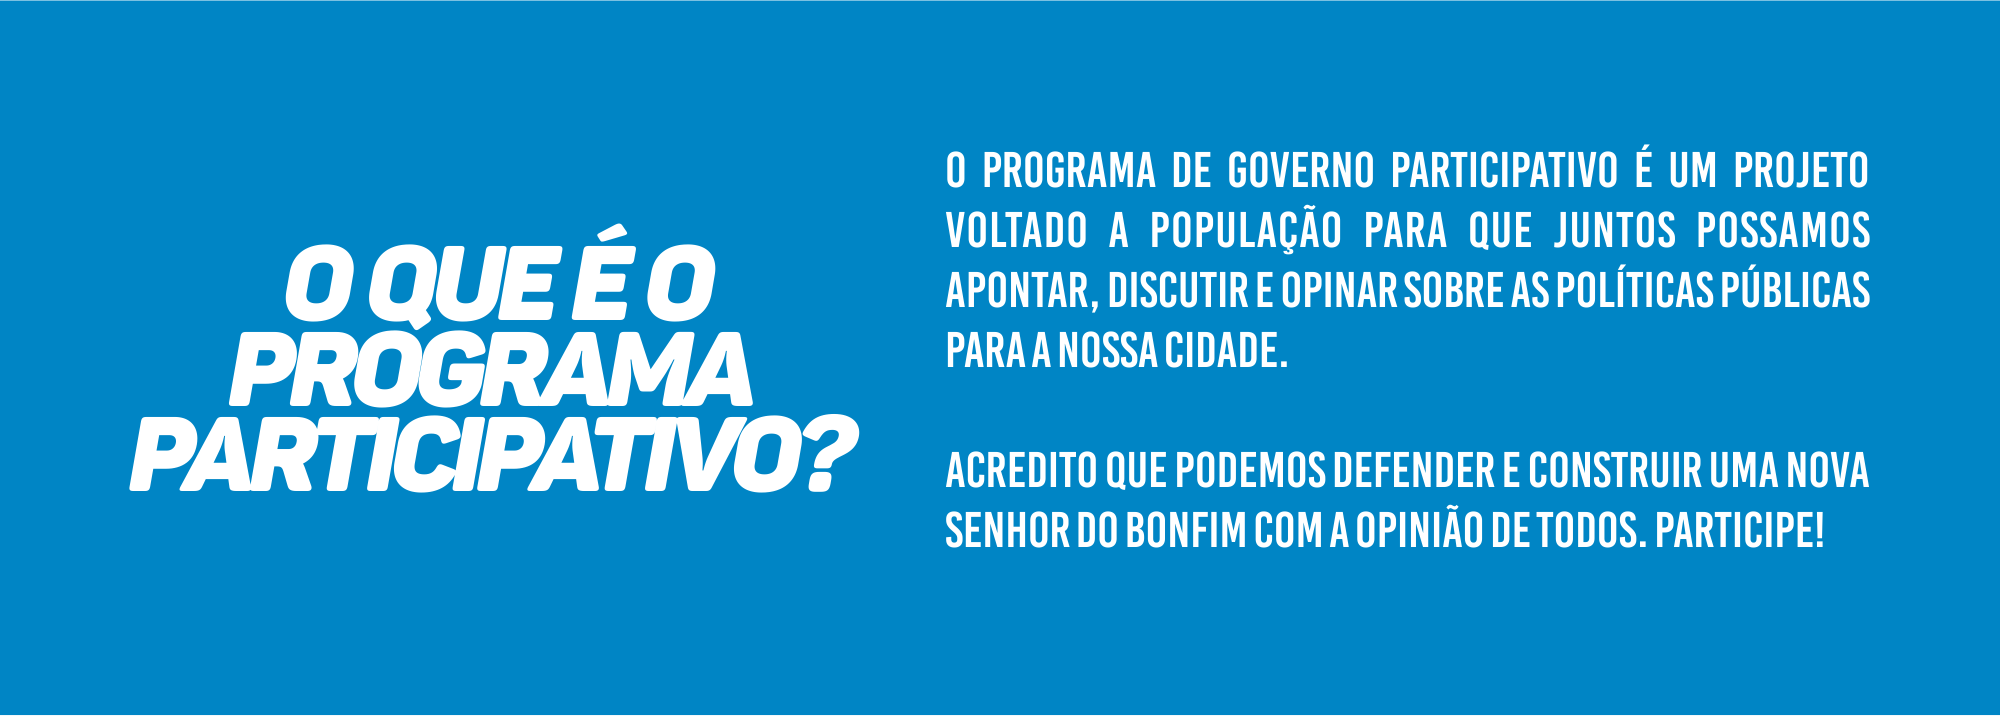 O QUE É O
PROGRAMA
PARTICIPATIVO?
O PROGRAMA DE GOVERNO PARTICIPATIVO É UM PROJETO
VOLTADO A POPULAÇÃO PARA QUE JUNTOS POSSAMOS
APONTAR, DISCUTIR E OPINAR SOBRE AS POLÍTICAS PÚBLICAS
PARA A NOSSA CIDADE.
ACREDITO QUE PODEMOS DEFENDER E CONSTRUIR UMA NOVA
SENHOR DO BONFIM COM A OPINIÃO DE TODOS. PARTICIPE!